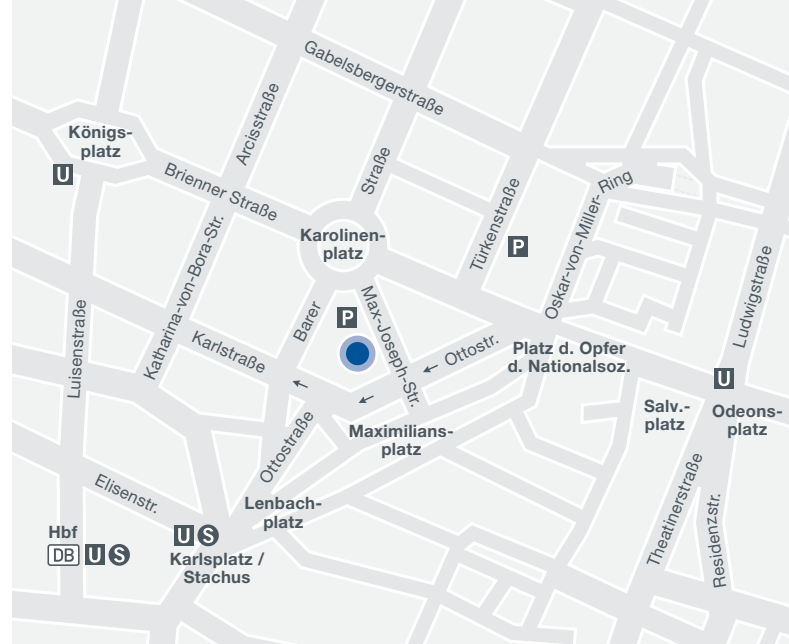 Gabelsbergerstraße
Arcisstraße
Königs-
platz
U
Brienner Straße
Straße
Karolinen-
platz
Türkenstraße
P
Oskar-von-Miller-Ring
Ludwigstraße
Katharina-von-Bora-Str.
Luisenstraße
Karlstraße
Barer
P
Max-Joseph-Str.
Ottostr.
Platz d. Opfer
d. Nationalsoz.
U
Salv.-
platz
Odeons-
platz
Maximilians-
platz
Ottostraße
Elisenstr.
Lenbach-
platz
Hbf
DB U S
U S
Karlsplatz /
Stachus
Theatinerstraße
Residenzstr.